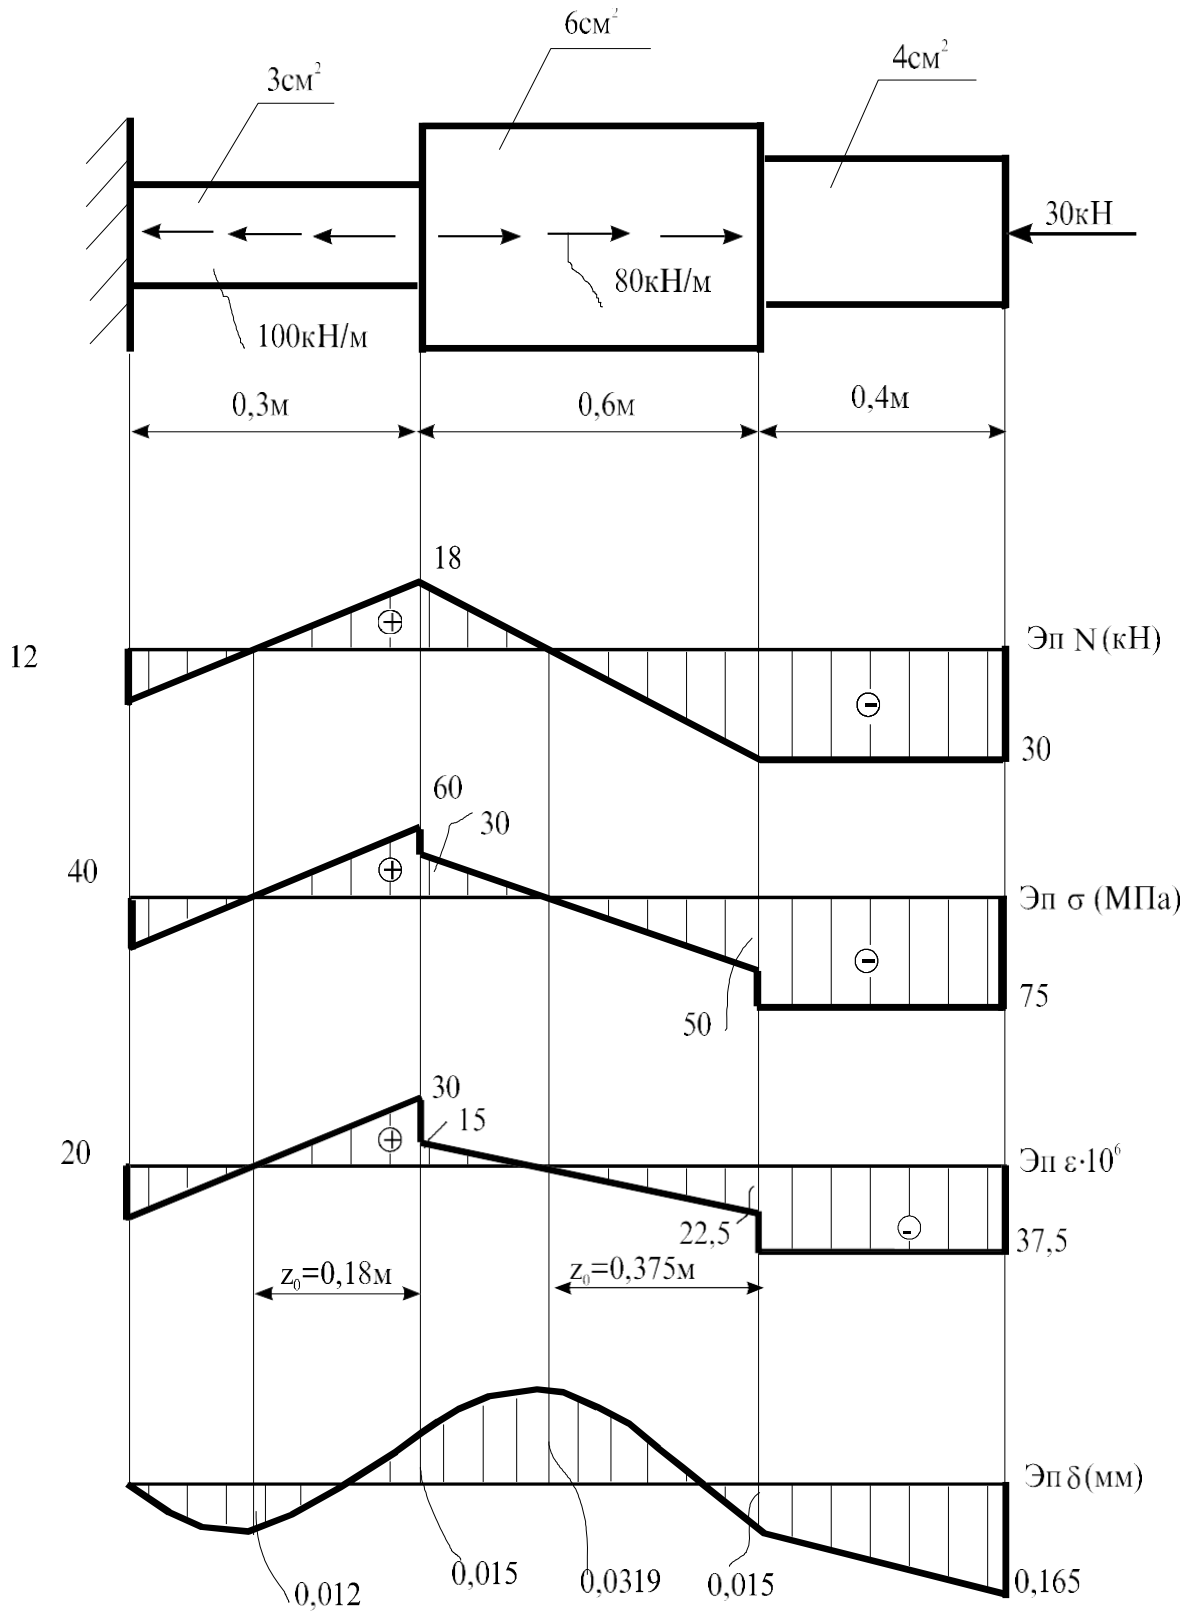 6см²
4см²
3см²
30кН
80кН/м
100кН/м
0,3м
0,6м
0,4м
18
Эп N (кН)
12
30
60
30
40
Эп σ (МПа)
75
50
30
15
20
Эп ε·10⁶
22,5
37,5
z₀=0,18м
z₀=0,375м
Эп δ (мм)
0,012
0,015
0,0319
0,015
0,165